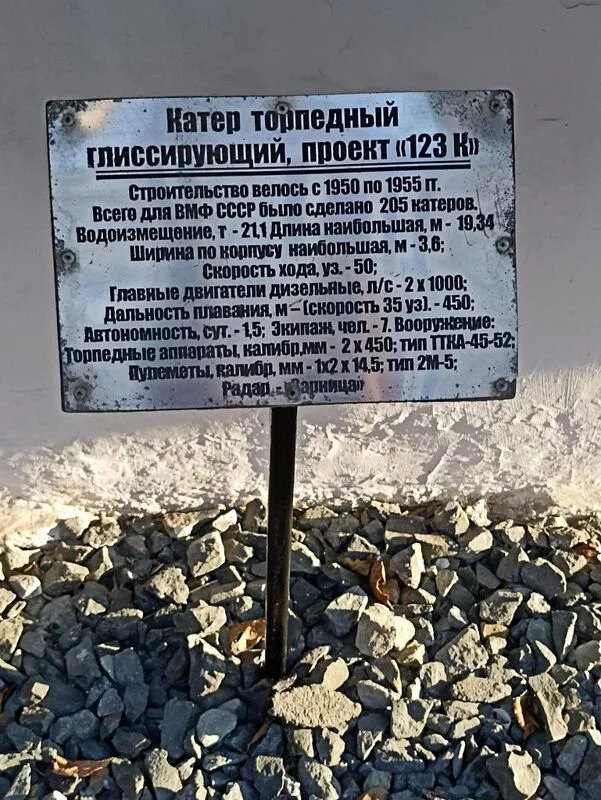 Катер торпедный
глиссирующий, проект «123 К»
Строительство велось с 1950 по 1955 гг.
Всего для ВМФ СССР было сделано 205 катеров.
Водоизмещение, т - 21,1 Длина наибольшая, м - 19,34
Ширина по корпусу наибольшая, м - 3,6;
Скорость хода, уз. - 50;
Главные двигатели дизельные, л/с - 2 х 1000;
Дальность плавания, м – (скорость 35 уз). - 450;
Автономность, сут. - 1,5; Экипаж, чел. - 7. Вооружение:
Торпедные аппараты, калибр,мм - 2 х 450; тип ТТКА-45-52;
Пулеметы, калибр, мм - 1х2 х 14,5; тип 2М-5;
Радар - «Зарница»